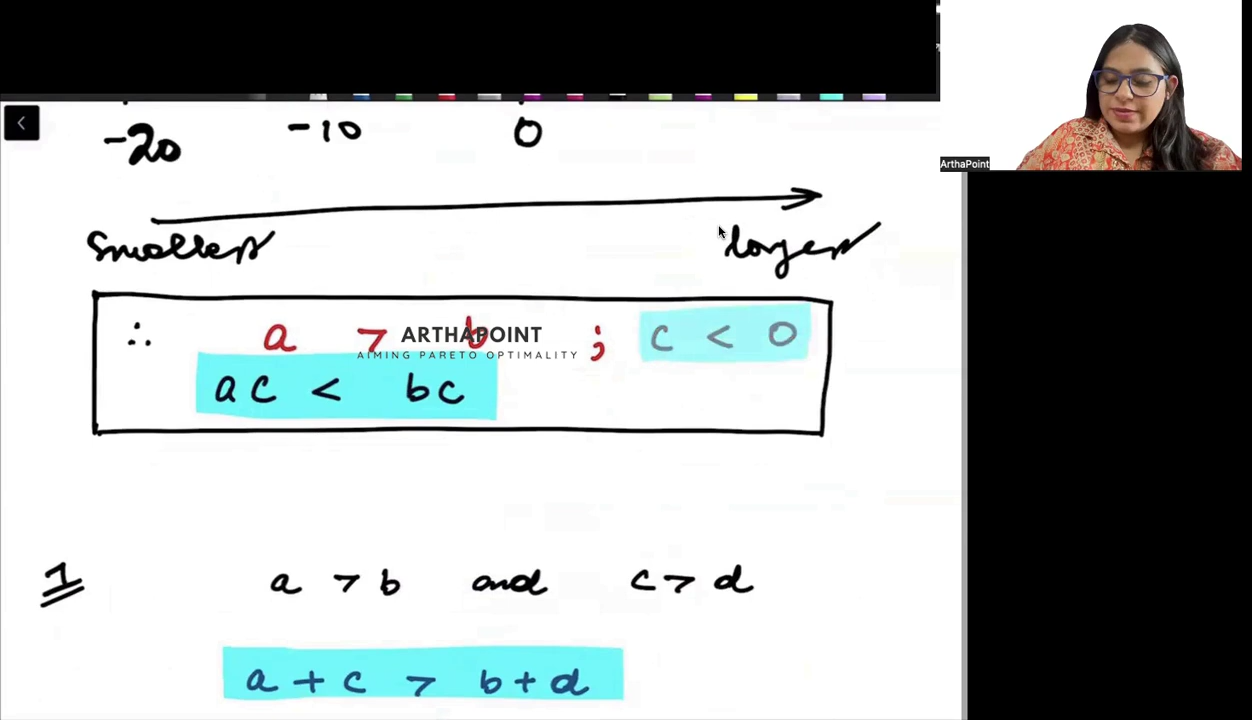 -20 -10 0
ArthaPoint
Smallest largest
∴ a > b ; c < 0
ARTHAPOINT
AIMING PARETO OPTIMALITY
ac < bc
1 a > b and c > d
a + c > b + d